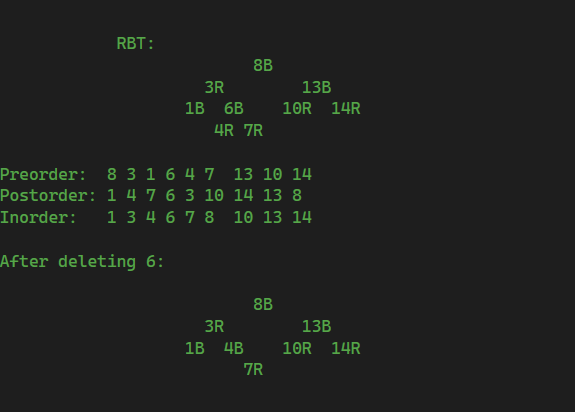 RBT:
8B
3R 13B
1B 6B 10R 14R
4R 7R
Preorder: 8 3 1 6 4 7 13 10 14
Postorder: 1 4 7 6 3 10 14 13 8
Inorder: 1 3 4 6 7 8 10 13 14
After deleting 6:
8B
3R 13B
1B 4B 10R 14R
7R